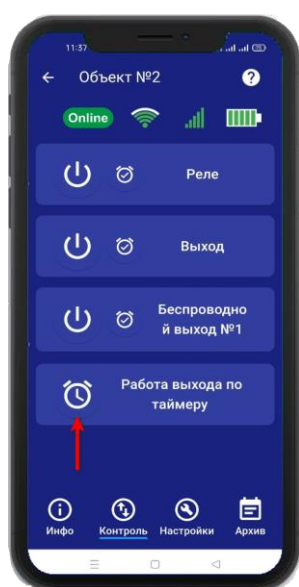 11:37
Объект №2
?
Online
Реле
Выход
Беспроводно
й выход №1
Работа выхода по
таймеру
Инфо Контроль Настройки Архив